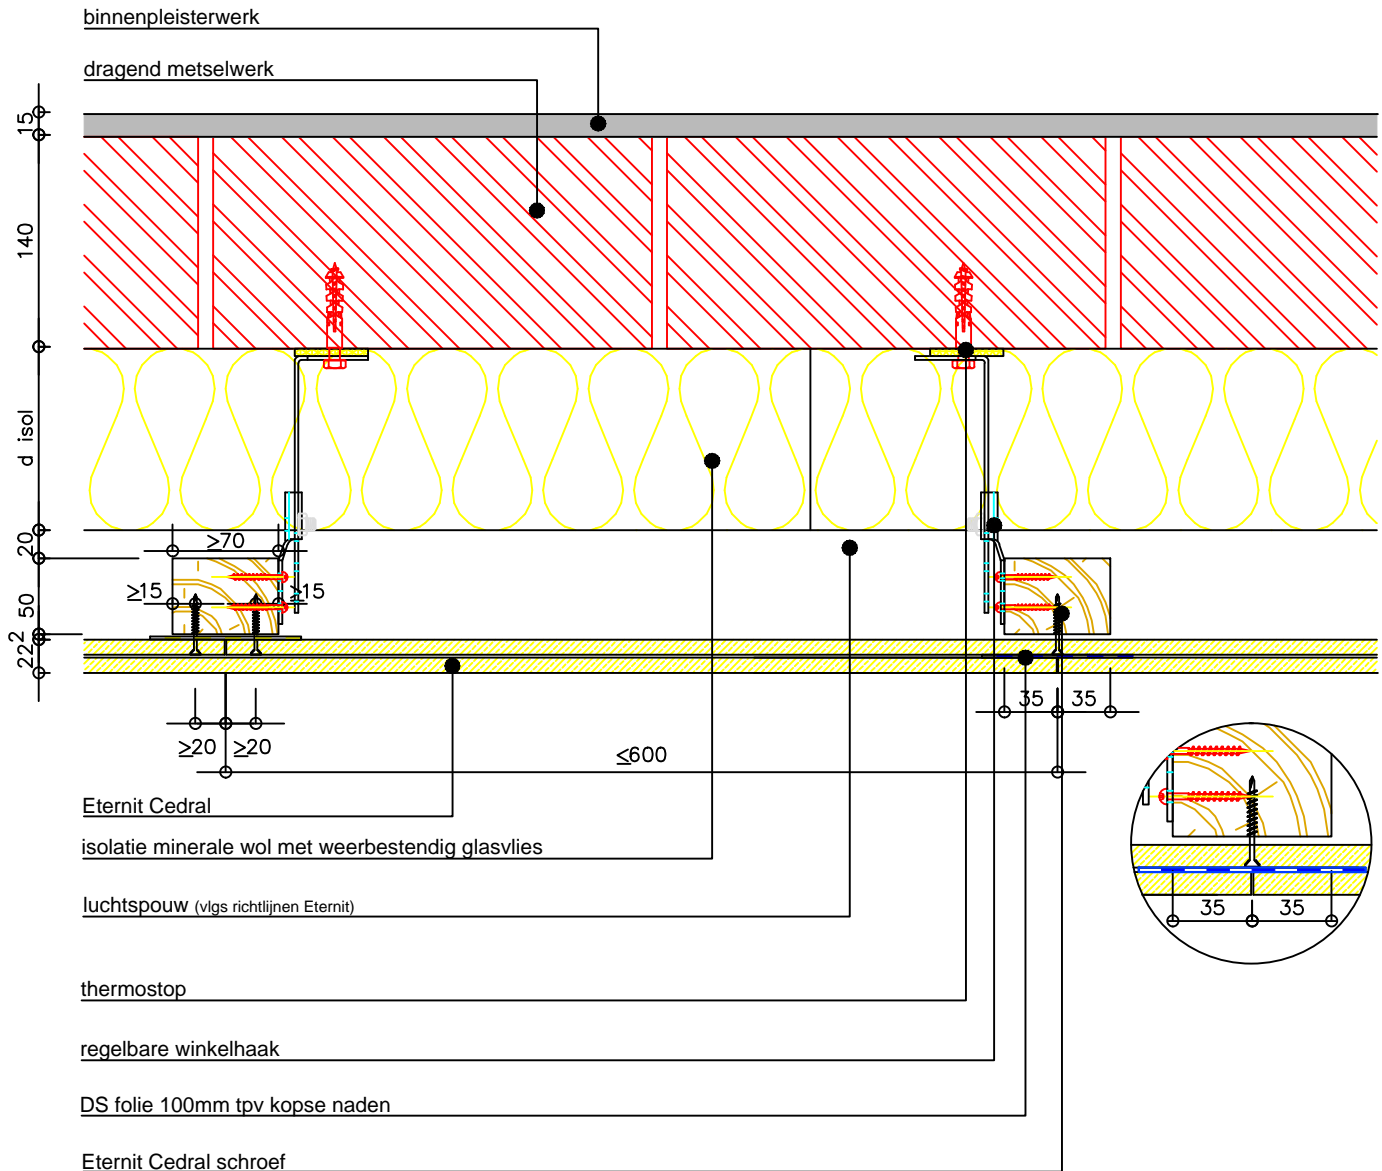 binnenpleisterwerk
dragend metselwerk
15
140
d isol
20
50
2
22
≥70
≥15
≥15
35
35
≥20
≥20
≤600
35
35
Eternit Cedral
isolatie minerale wol met weerbestendig glasvlies
luchtspouw (vlgs richtlijnen Eternit)
thermostop
regelbare winkelhaak
DS folie 100mm tpv kopse naden
Eternit Cedral schroef